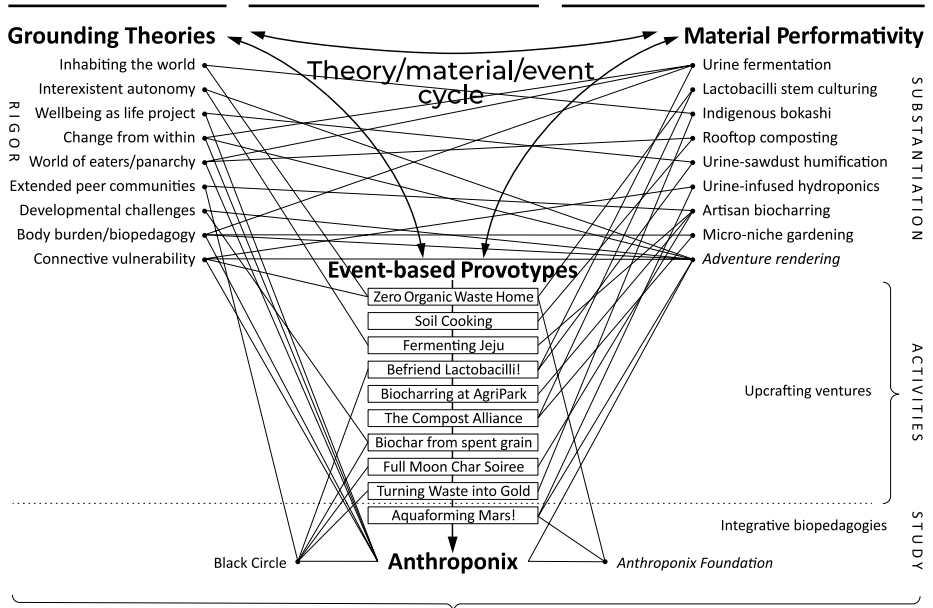 Grounding Theories
Material Performativity
Theory/material/event
cycle
Inhabiting the world
Interexistent autonomy
Wellbeing as life project
Change from within
World of eaters/panarchy
Extended peer communities
Developmental challenges
Body burden/biopedagogy
Connective vulnerability
RIGOR
Urine fermentation
Lactobacilli stem culturing
Indigenous bokashi
Rooftop composting
Urine-sawdust humification
Urine-infused hydroponics
Artisan biocharring
Micro-niche gardening
Adventure rendering
SUBSTANTIATION
Event-based Provotypes
Zero Organic Waste Home
Soil Cooking
Fermenting Jeju
Befriend Lactobacilli!
Biocharring at AgriPark
The Compost Alliance
Biochar from spent grain
Full Moon Char Soiree
Turning Waste into Gold
Aquaforming Mars!
Upcrafting ventures
ACTIVITIES
Integrative biopedagogies
STUDY
Black Circle
Anthroponix
Anthroponix Foundation